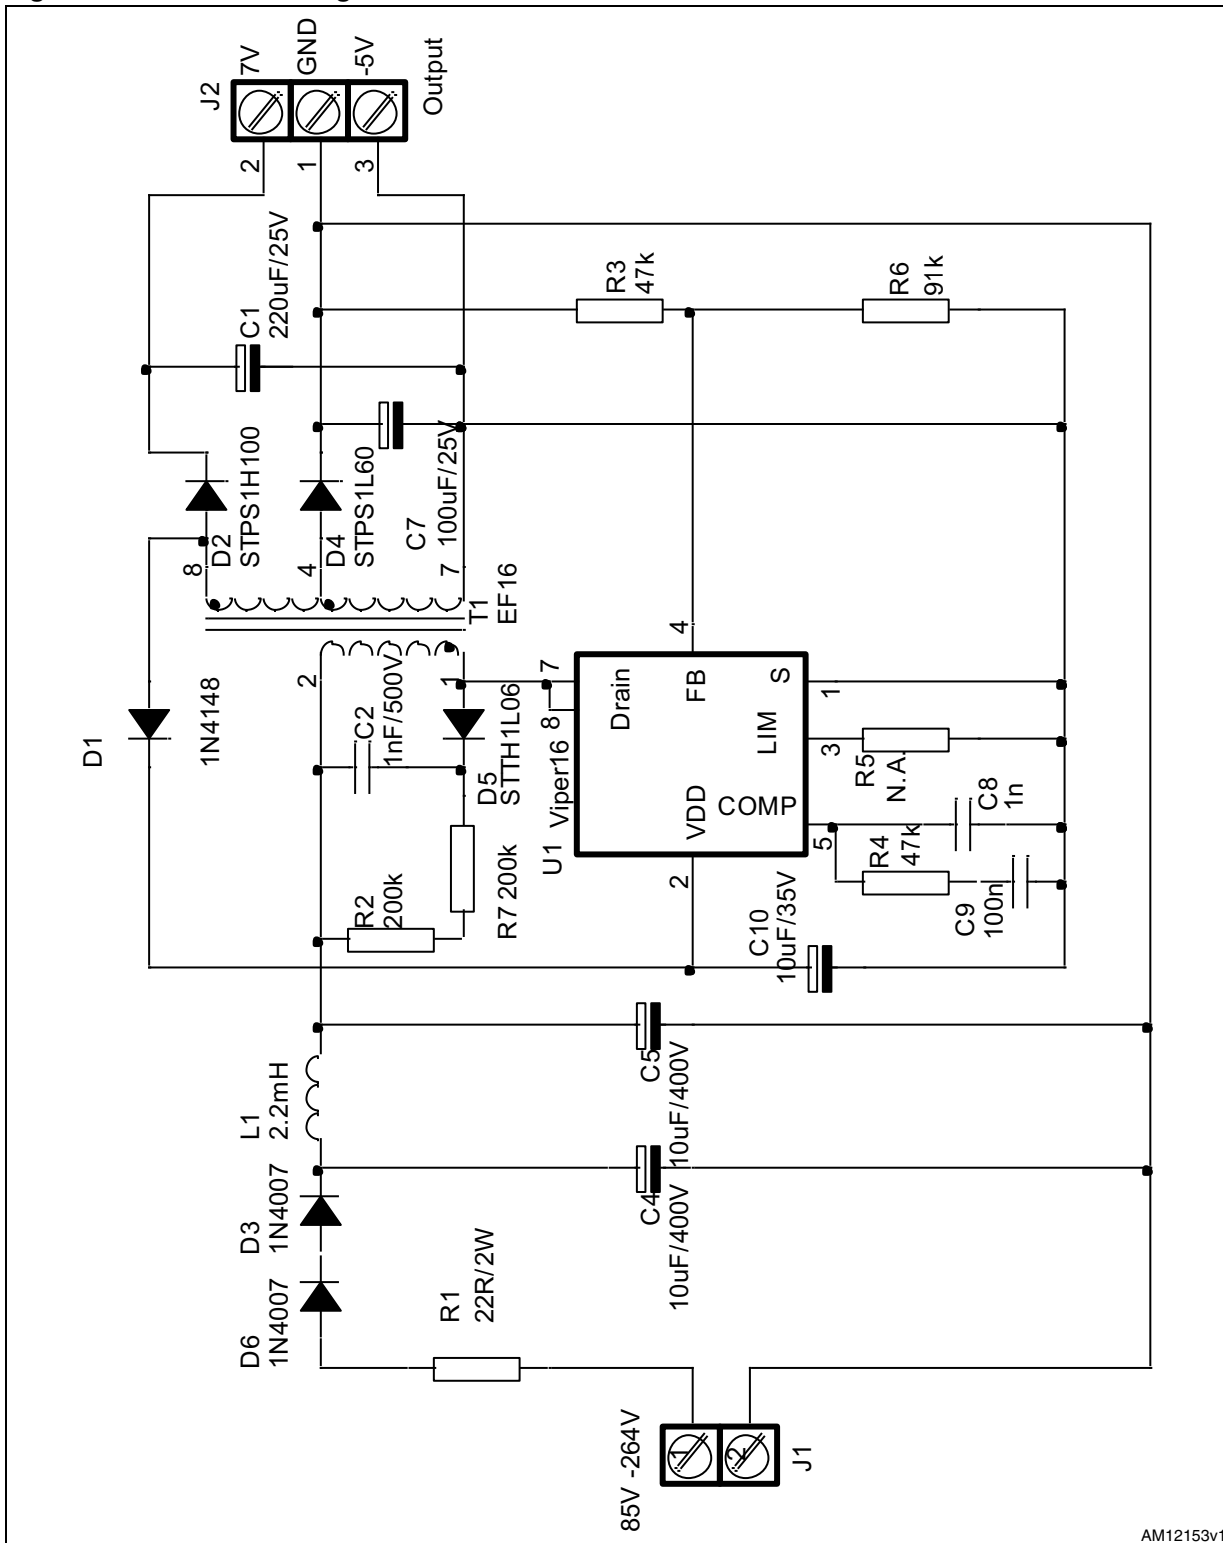 J2
7V
GND
-5V
Output
2
1
3
C1
220uF/25V
R3
47k
R6
91k
D2
STPS1H100
D4
STPS1L60
C7
100uF/25V
8
4
7
T1
EF16
2
1
D1
1N4148
C2
1nF/500V
D5
STTH1L06
R2
200k
R7 200k
U1 Viper16
7
8
Drain
4
FB
S
1
LIM
3
VDD
2
COMP
5
R5
N.A.
C8
1n
R4
47k
C9
100n
C10
10uF/35V
L1
2.2mH
C5
10uF/400V
C4
10uF/400V
D3
1N4007
D6
1N4007
R1
22R/2W
85V -264V
1
2
J1
AM12153v1